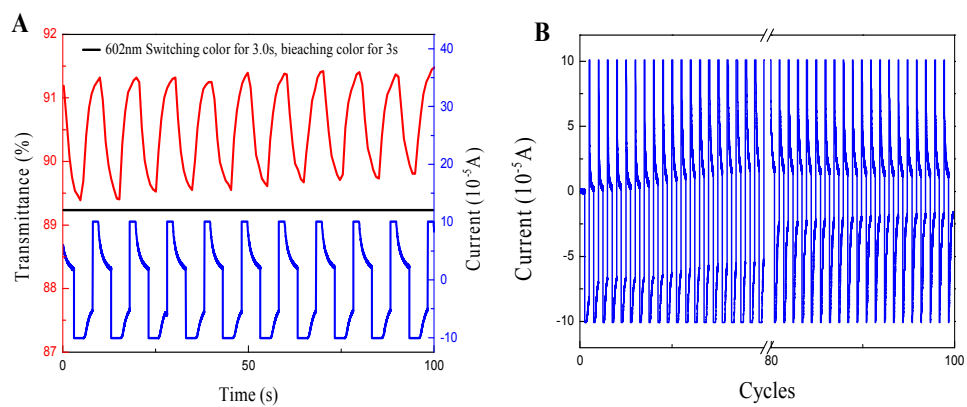 A
602nm Switching color for 3.0s, bieaching color for 3s
Transmittance (%)
92
91
90
89
88
87
40
30
20
10
0
-10
Current (10⁻⁵ A)
0
50
100
Time (s)
B
Current (10⁻⁵ A)
10
5
0
-5
-10
0
80
100
Cycles